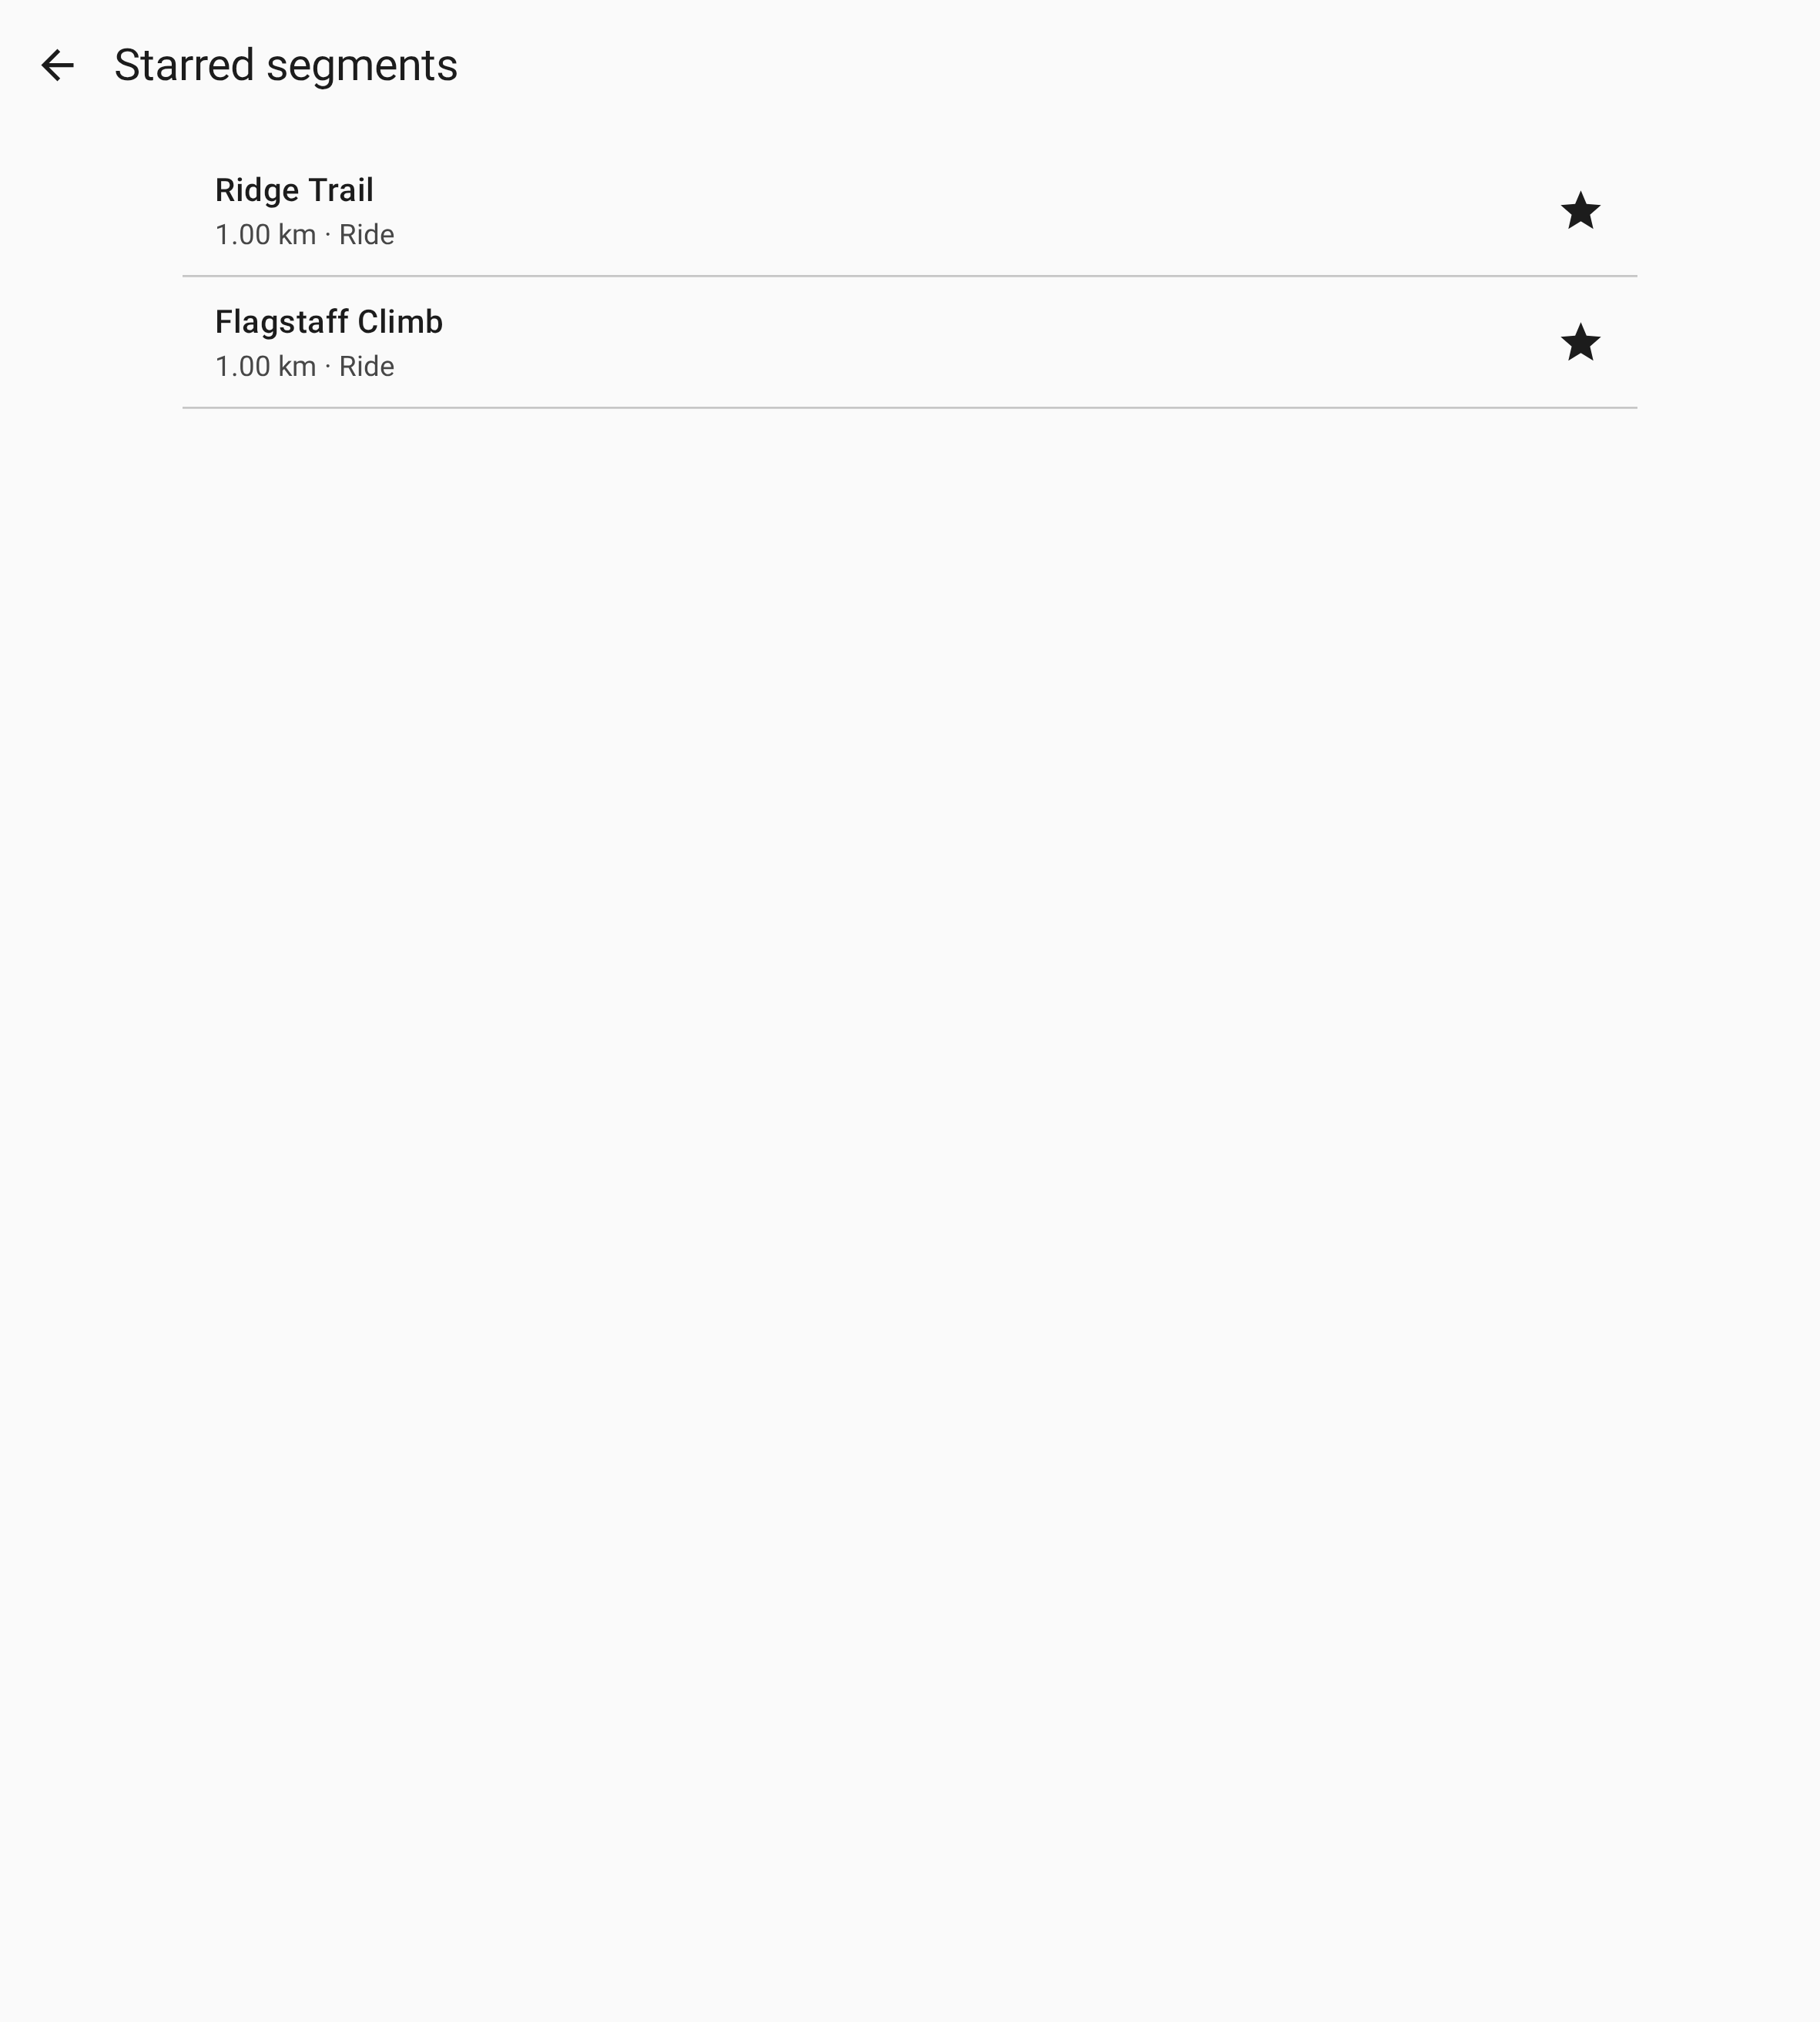 Starred segments
Ridge Trail
1.00 km · Ride
Flagstaff Climb
1.00 km · Ride